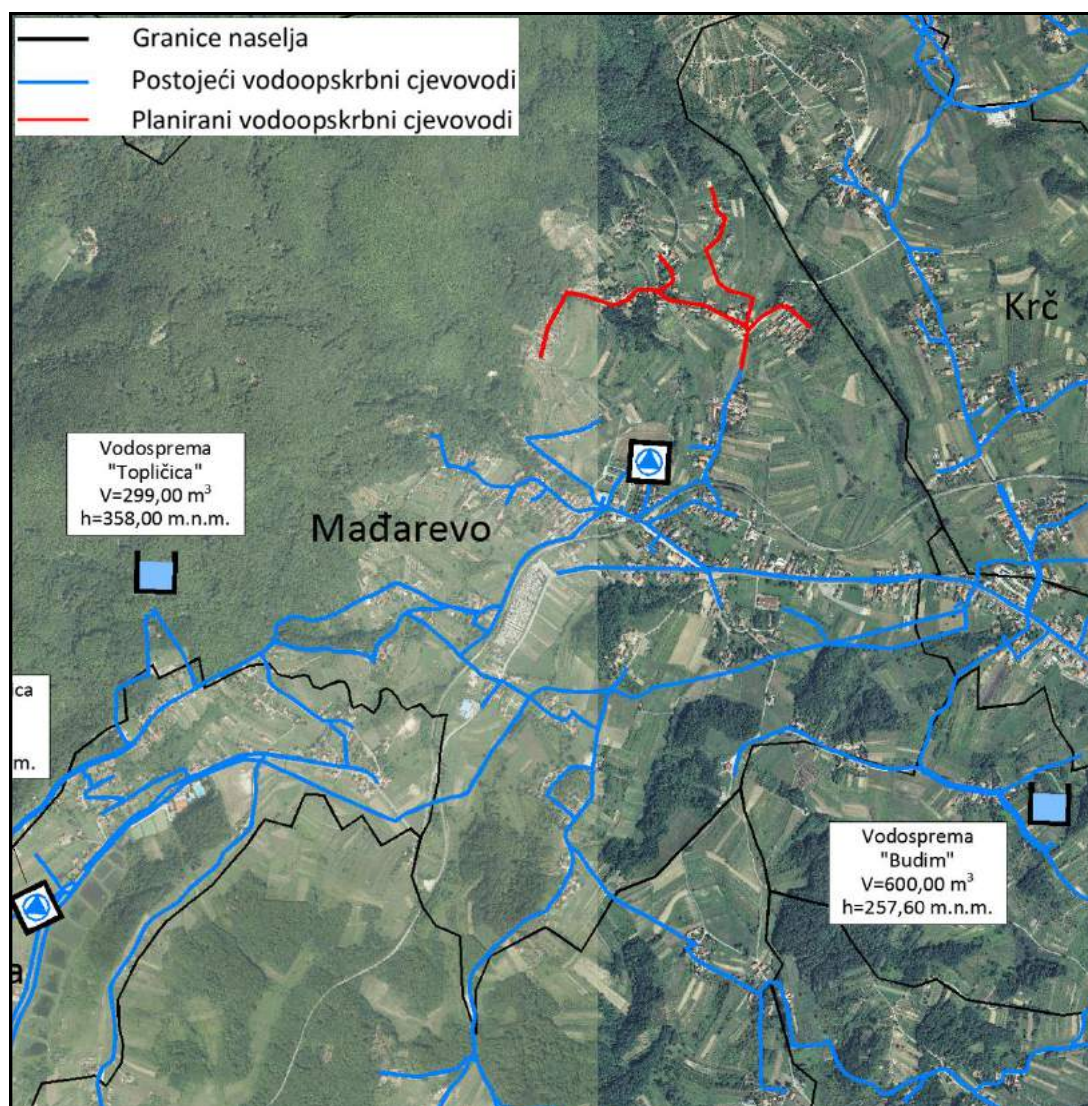 Granice naselja
Postojeći vodoopskrbni cjevovodi
Planirani vodoopskrbni cjevovodi
Krč
Vodosprema
"Topličica"
V=299,00 m³
h=358,00 m.n.m.
Mađarevo
ica
m.
Vodosprema
"Budim"
V=600,00 m³
h=257,60 m.n.m.
a